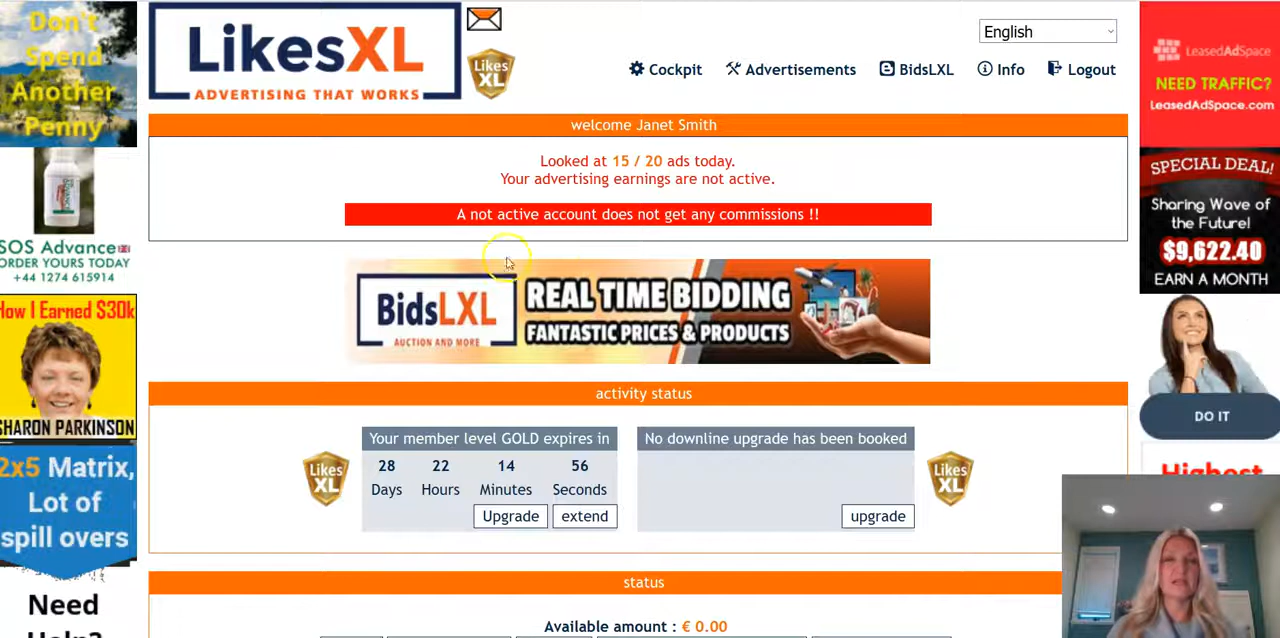 Don't
Spend
Another
Penny
SOS Advance
ORDER YOURS TODAY
+44 1274 615914
How I Earned $30k
SHARON PARKINSON
2x5 Matrix,
Lot of
spill overs
Need
Help?
LikesXL
ADVERTISING THAT WORKS
Likes
XL
English
Cockpit
Advertisements
BidsLXL
Info
Logout
welcome Janet Smith
Looked at 15 / 20 ads today.
Your advertising earnings are not active.
A not active account does not get any commissions !!
BidsLXL
AUCTION AND MORE
REAL TIME BIDDING
FANTASTIC PRICES & PRODUCTS
activity status
Likes
XL
Your member level GOLD expires in
28 22 14 56
Days Hours Minutes Seconds
Upgrade extend
No downline upgrade has been booked
upgrade
Likes
XL
status
Available amount : € 0.00
LeasedAdSpace
NEED TRAFFIC?
LeasedAdSpace.com
SPECIAL DEAL!
Sharing Wave of
the Future!
$9,622.40
EARN A MONTH
DO IT
Highest